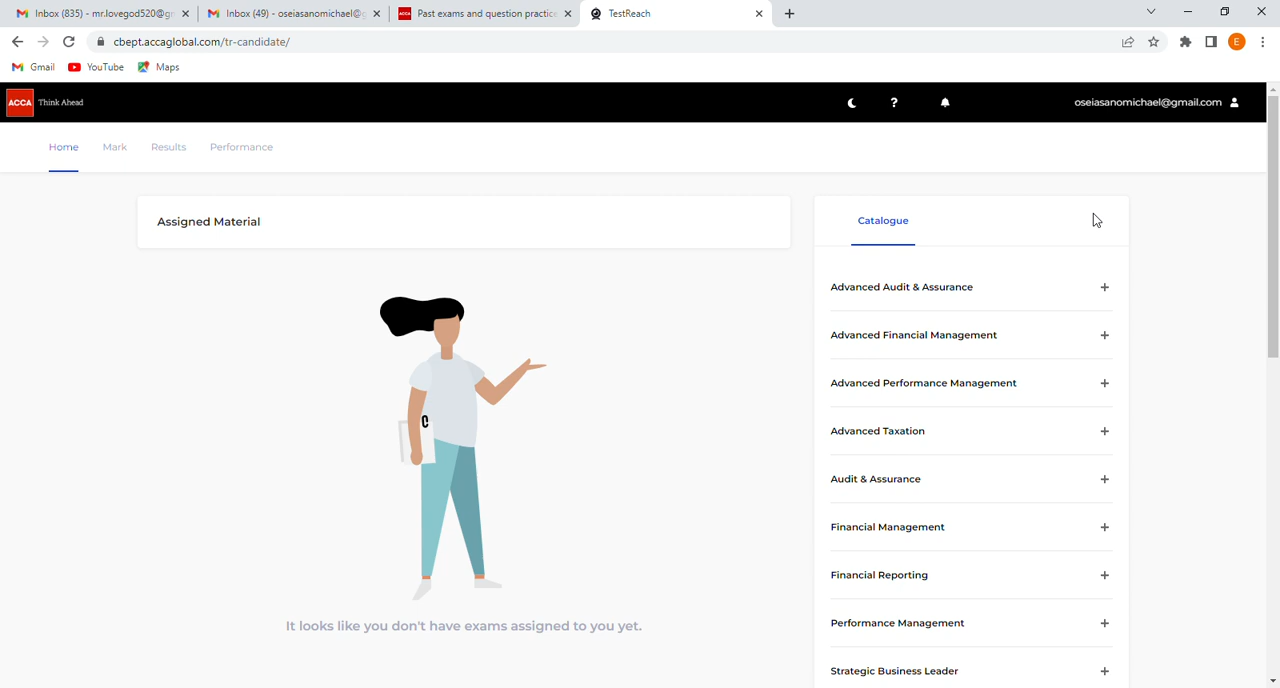 Inbox (835) - mr.lovegod520@gr
Inbox (49) - oseiasanomichael@g
ACCA
Past exams and question practice
TestReach
cbept.accaglobal.com/tr-candidate/
E
Gmail
YouTube
Maps
ACCA
Think Ahead
?
oseiasanomichael@gmail.com
Home
Mark
Results
Performance
Assigned Material
Catalogue
Advanced Audit & Assurance
Advanced Financial Management
Advanced Performance Management
Advanced Taxation
Audit & Assurance
Financial Management
Financial Reporting
Performance Management
Strategic Business Leader
It looks like you don't have exams assigned to you yet.